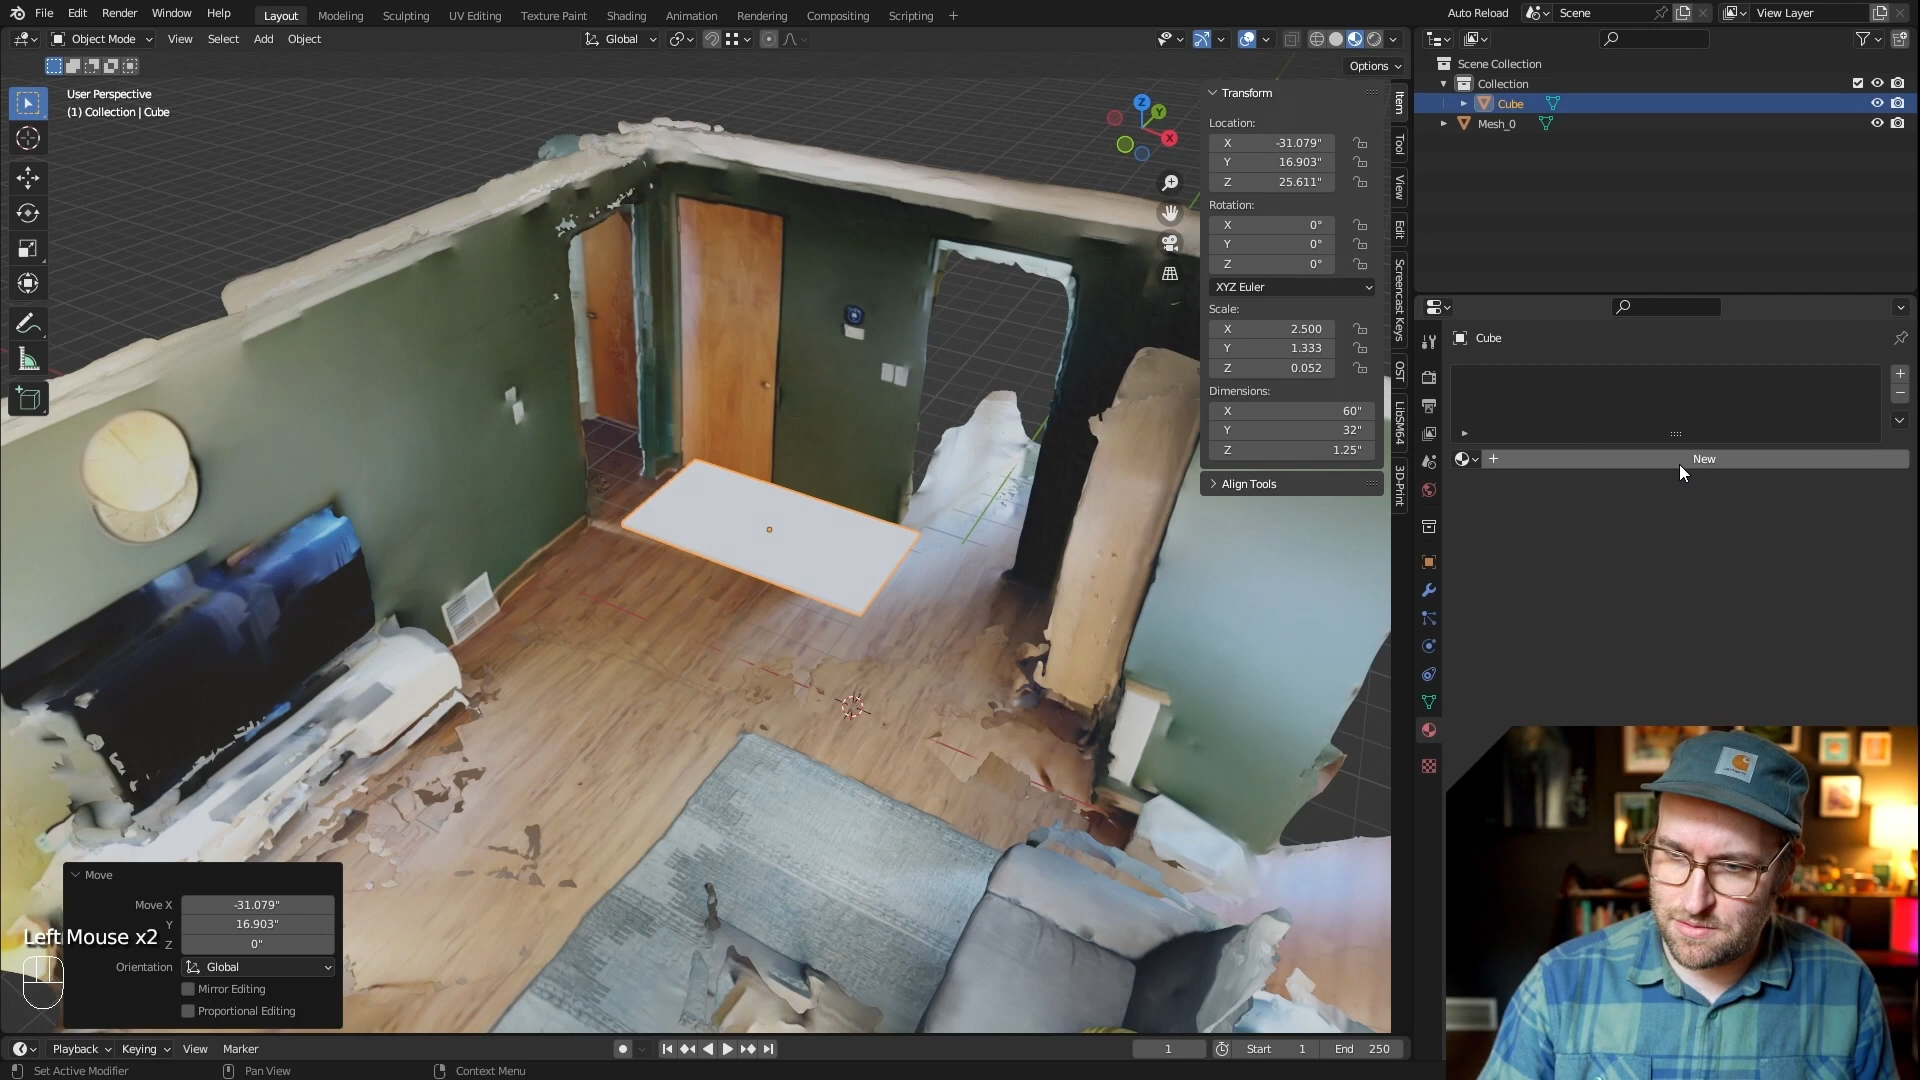 File Edit Render Window Help
Layout Modeling Sculpting UV Editing Texture Paint Shading Animation Rendering Compositing Scripting +
Auto Reload Scene View Layer
Object Mode View Select Add Object
Global
Options
User Perspective
(1) Collection | Cube
Z
Y
X
Transform
Location:
X -31.079"
Y 16.903"
Z 25.611"
Rotation:
X 0°
Y 0°
Z 0°
XYZ Euler
Scale:
X 2.500
Y 1.333
Z 0.052
Dimensions:
X 60"
Y 32"
Z 1.25"
Align Tools
Item
Tool
View
Edit
Screencast Keys
OST
LibSM64
3D-Print
Scene Collection
Collection
Cube
Mesh_0
Cube
New
Move
Move X -31.079"
Y 16.903"
Z 0"
Left Mouse x2
Orientation Global
Mirror Editing
Proportional Editing
Playback Keying View Marker
1 Start 1 End 250
Set Active Modifier Pan View Context Menu